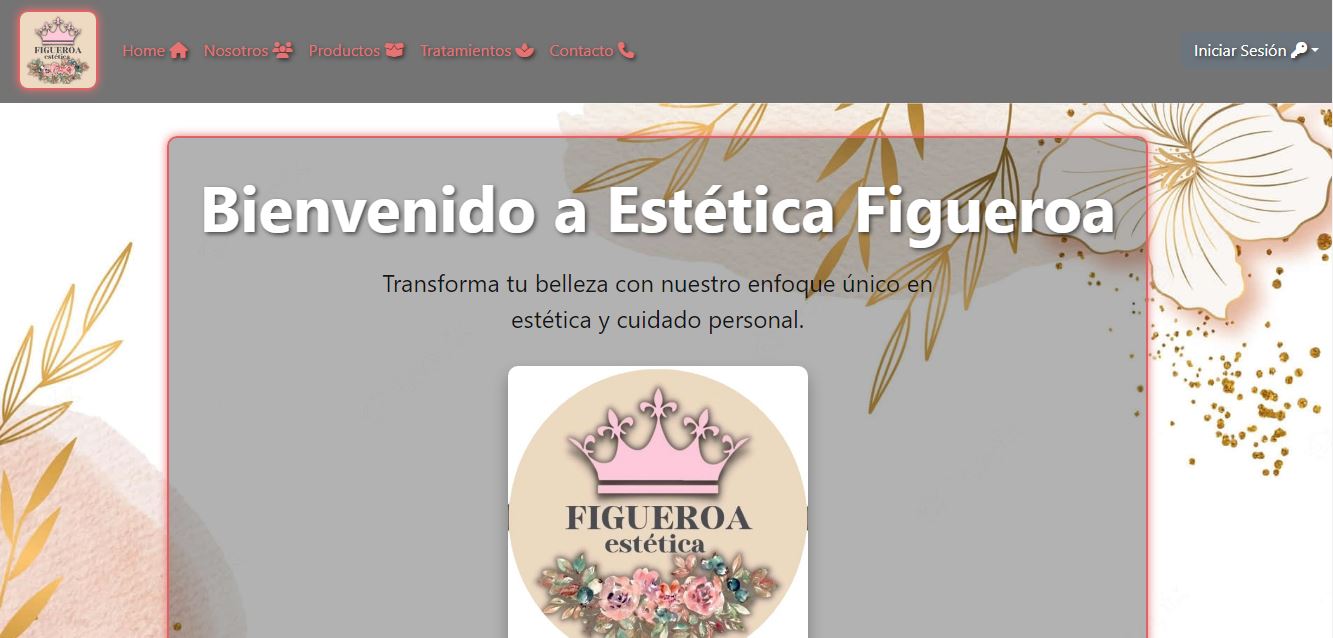 FIGUEROA
estética
Home
Nosotros
Productos
Tratamientos
Contacto
Iniciar Sesión
Bienvenido a Estética Figueroa
Transforma tu belleza con nuestro enfoque único en
estética y cuidado personal.
FIGUEROA
estética